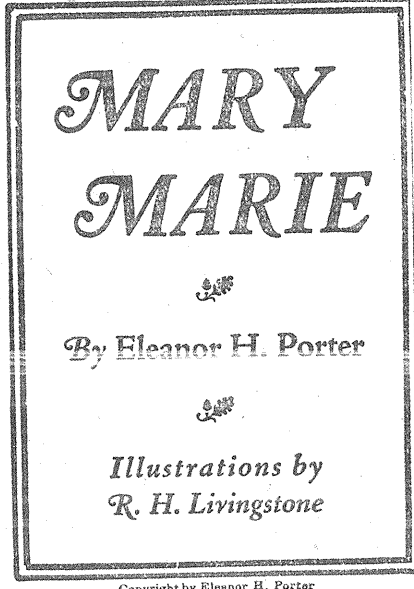 MARY
MARIE
By Eleanor H. Porter
Illustrations by
R. H. Livingstone
Copyright by Eleanor H. Porter